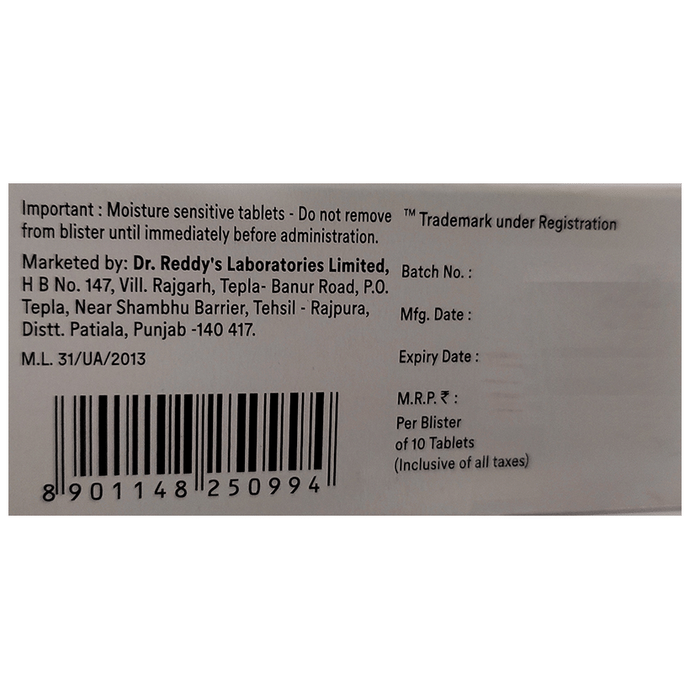 Important : Moisture sensitive tablets - Do not remove
from blister until immediately before administration.
Marketed by: Dr. Reddy's Laboratories Limited,
H B No. 147, Vill. Rajgarh, Tepla- Banur Road, P.O.
Tepla, Near Shambhu Barrier, Tehsil - Rajpura,
Distt. Patiala, Punjab -140 417.
M.L. 31/UA/2013
8 901148 250994
™ Trademark under Registration
Batch No. :
Mfg. Date :
Expiry Date :
M.R.P. ₹ :
Per Blister
of 10 Tablets
(Inclusive of all taxes)